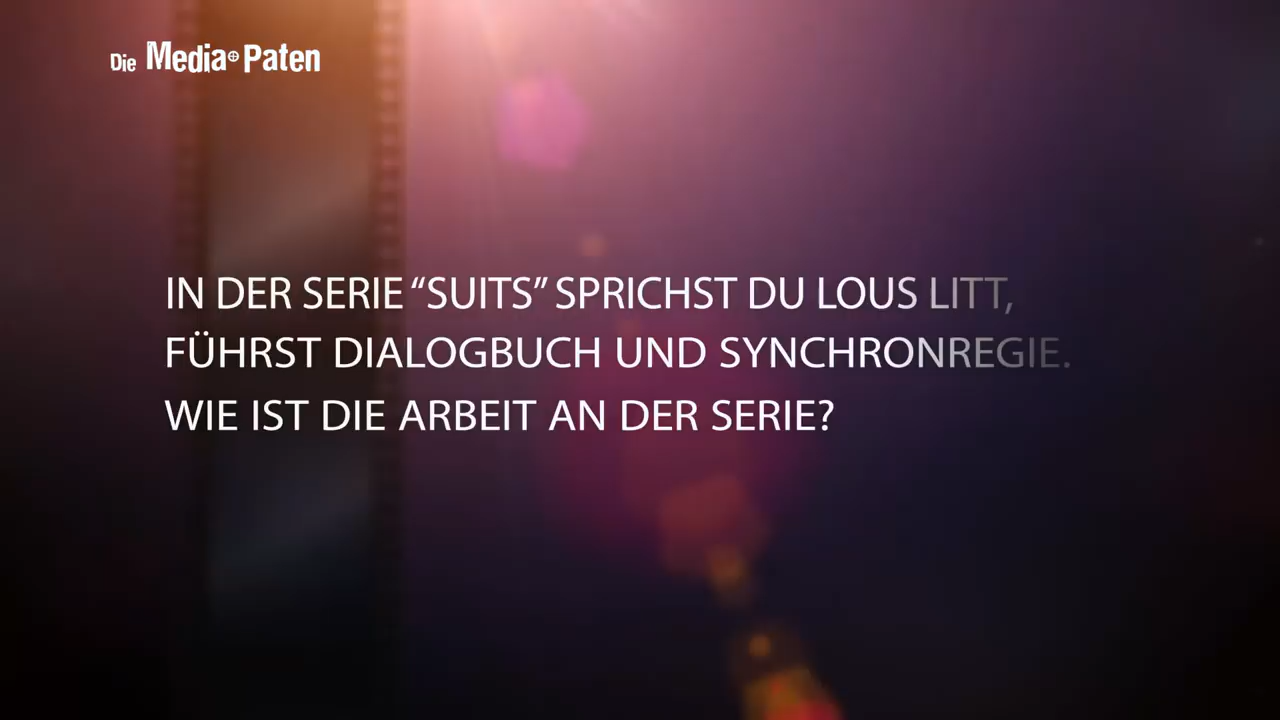 Die Media Paten
IN DER SERIE “SUITS” SPRICHST DU LOUS LITT,
FÜHRST DIALOGBUCH UND SYNCHRONREGIE.
WIE IST DIE ARBEIT AN DER SERIE?